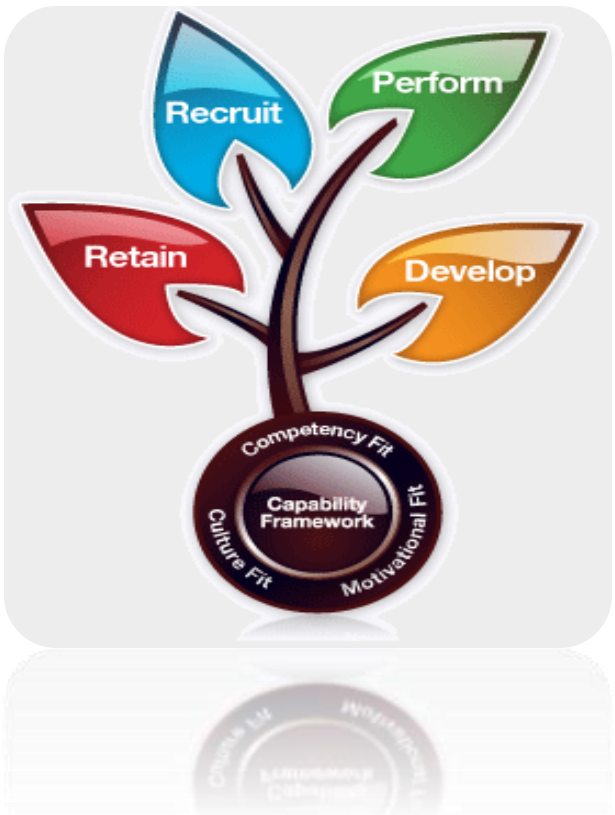 Recruit
Perform
Retain
Develop
Competency Fit
Capability
Framework
Culture Fit
Motivational Fit